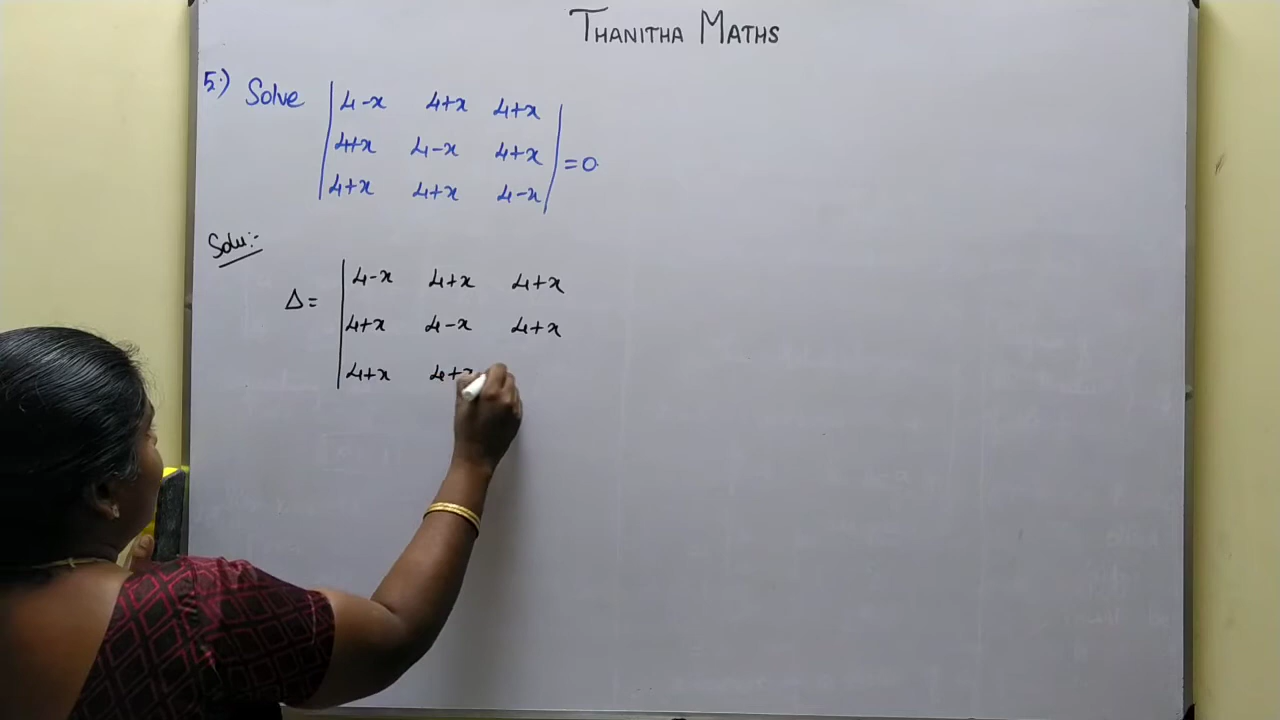 THANITHA MATHS
5.) Solve | 4-x 4+x 4+x |
| 4+x 4-x 4+x | = 0
| 4+x 4+x 4-x |
Solu:-
Δ = | 4-x 4+x 4+x
| 4+x 4-x 4+x
| 4+x 4+x